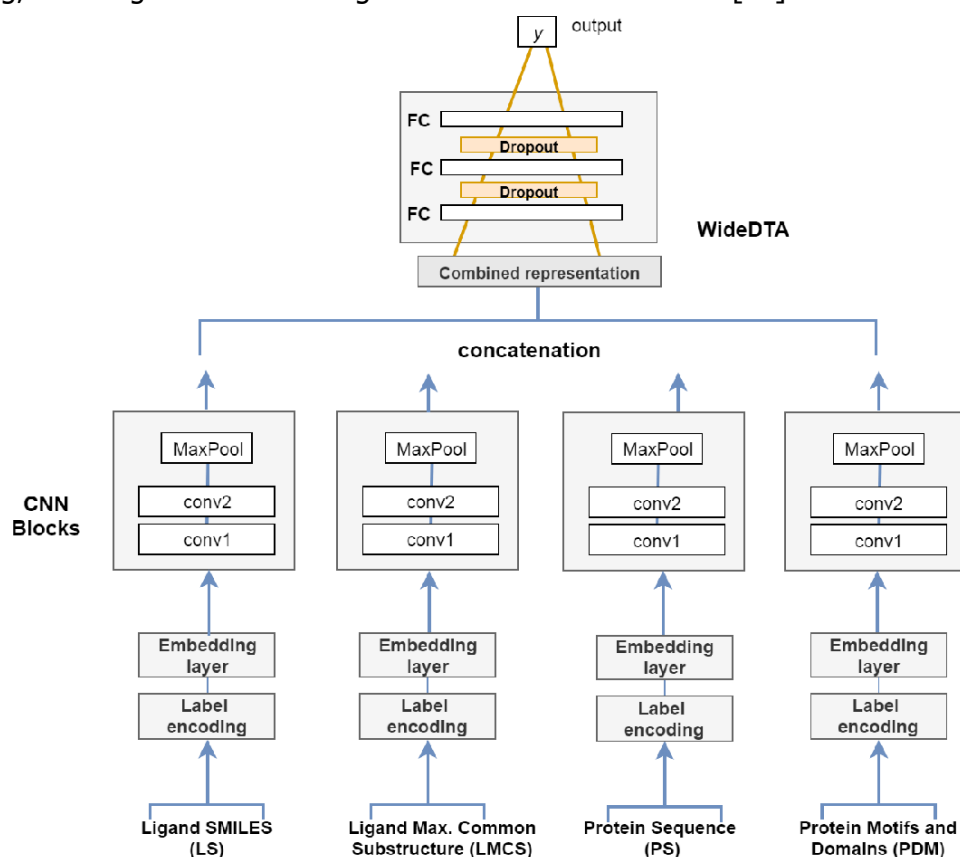 output
y
FC
Dropout
FC
Dropout
FC
WideDTA
Combined representation
concatenation
MaxPool MaxPool MaxPool MaxPool
conv2 conv2 conv2 conv2
CNN
Blocks
conv1 conv1 conv1 conv1
Embedding
layer
Embedding
layer
Embedding
layer
Embedding
layer
Label
encoding
Label
encoding
Label
encoding
Label
encoding
Ligand SMILES
(LS)
Ligand Max. Common
Substructure (LMCS)
Protein Sequence
(PS)
Protein Motifs and
Domains (PDM)